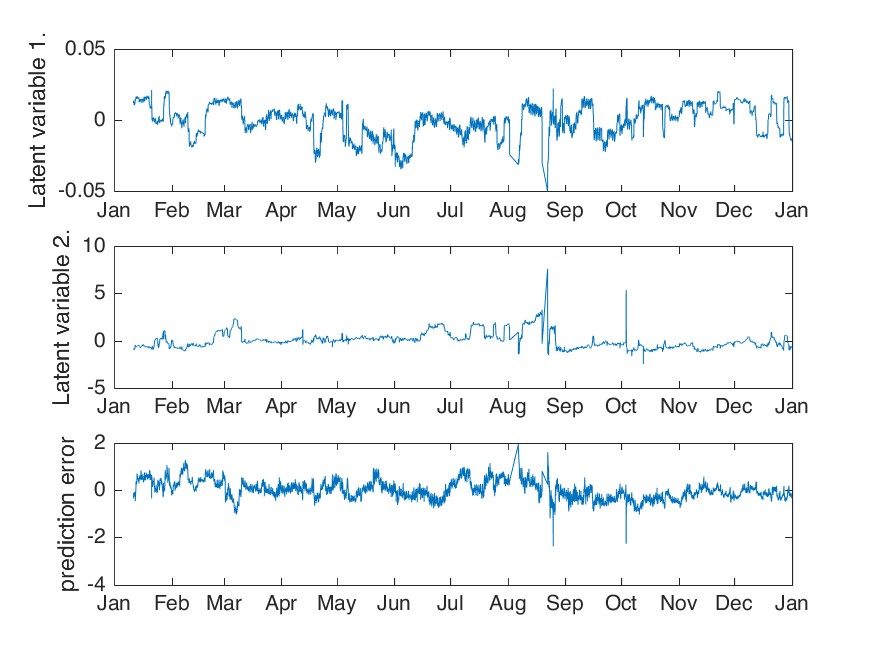 Latent variable 1.
0.05
0
-0.05
Jan Feb Mar Apr May Jun Jul Aug Sep Oct Nov Dec Jan
Latent variable 2.
10
5
0
-5
Jan Feb Mar Apr May Jun Jul Aug Sep Oct Nov Dec Jan
prediction error
2
0
-2
-4
Jan Feb Mar Apr May Jun Jul Aug Sep Oct Nov Dec Jan